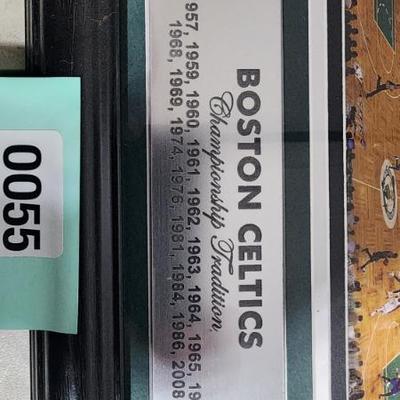 BOSTON CELTICS
Championship Tradition
957, 1959, 1960, 1961, 1962, 1963, 1964, 1965, 19
1968, 1969, 1974, 1976, 1981, 1984, 1986, 2008
0055